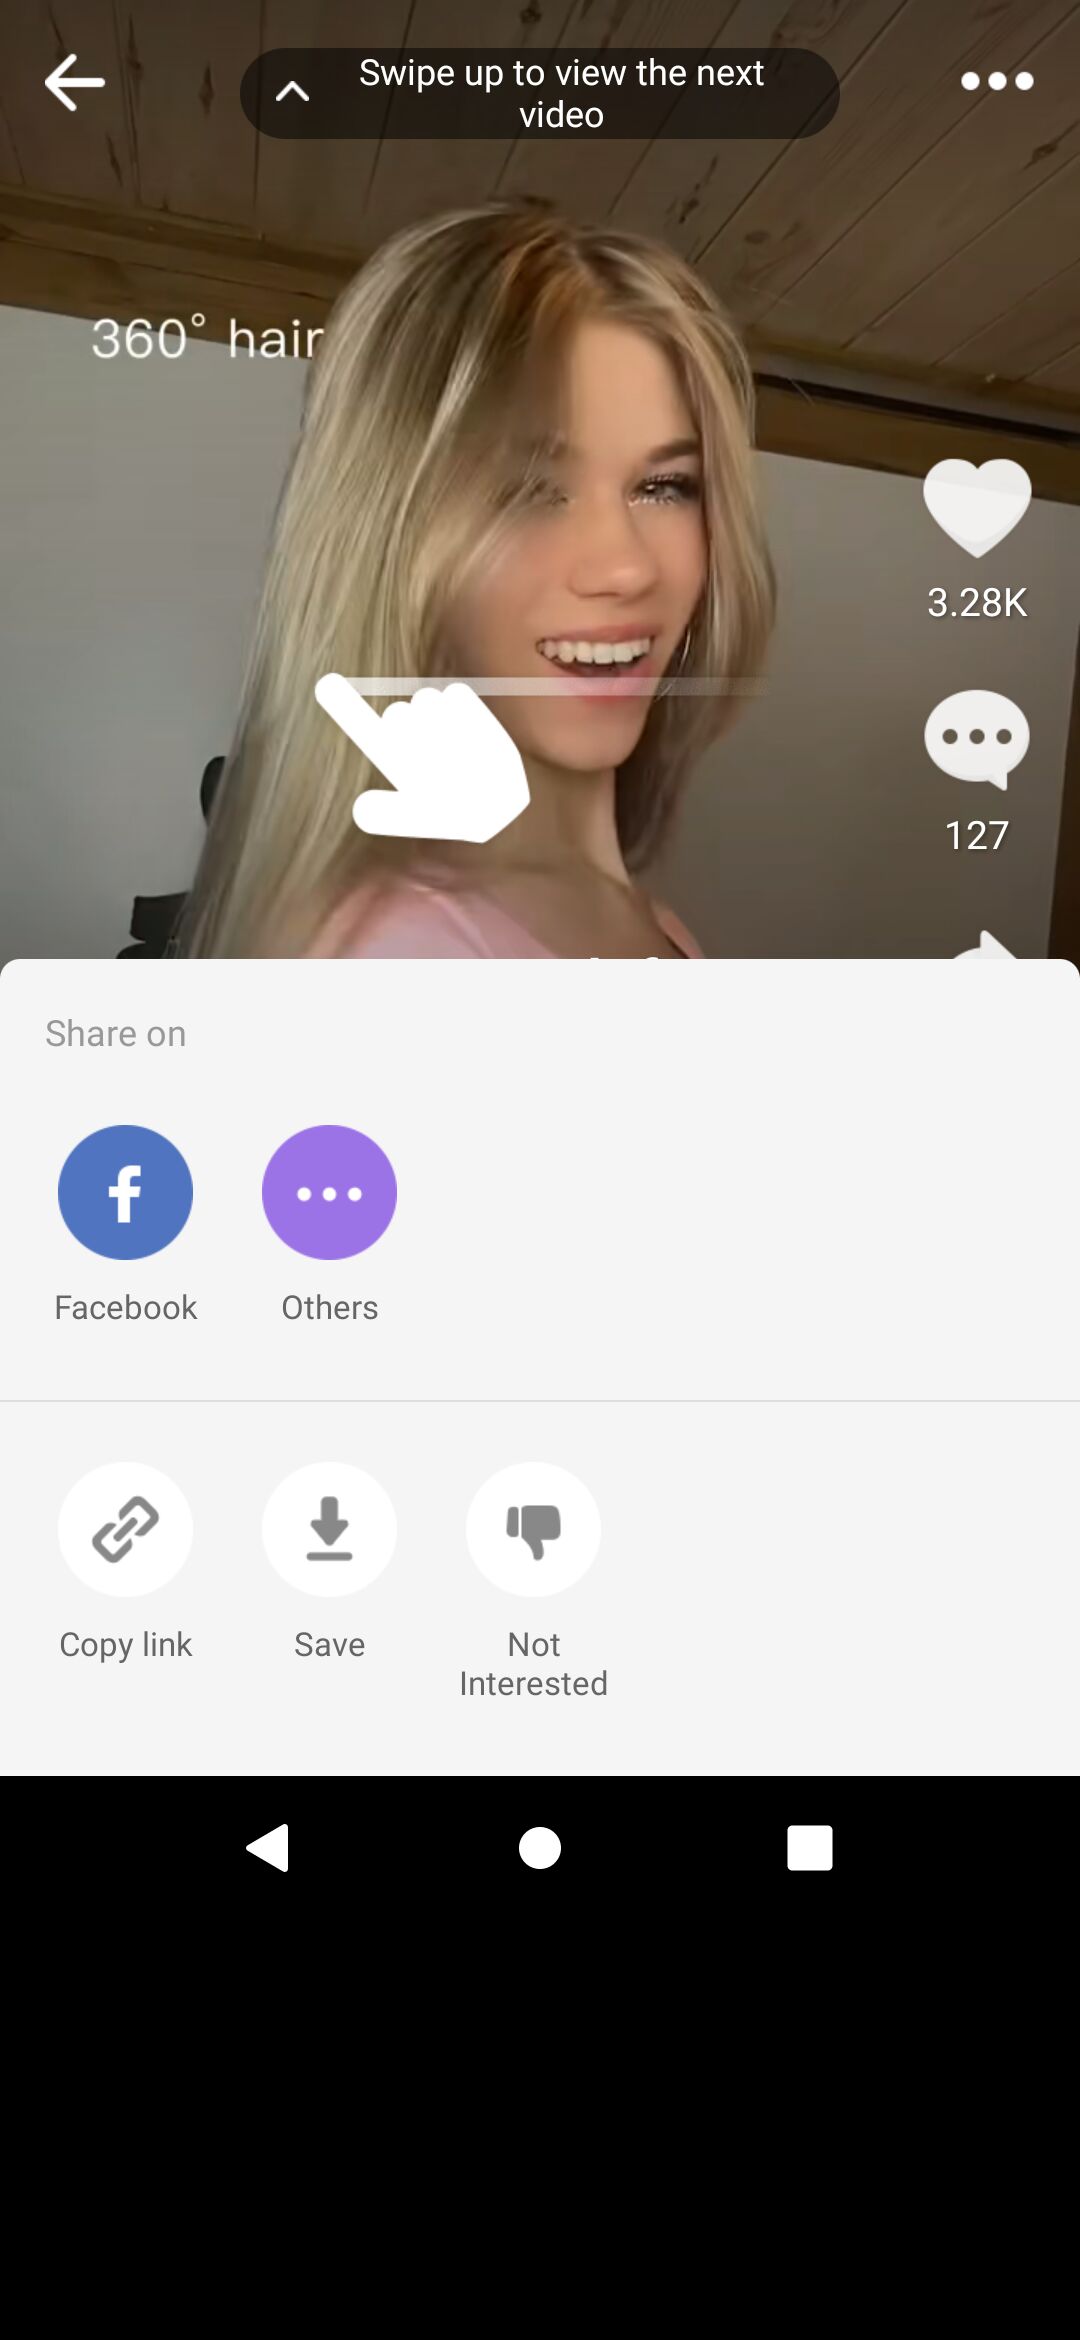 Swipe up to view the next
video
360° hair
3.28K
127
Share on
Facebook
Others
Copy link
Save
Not
Interested